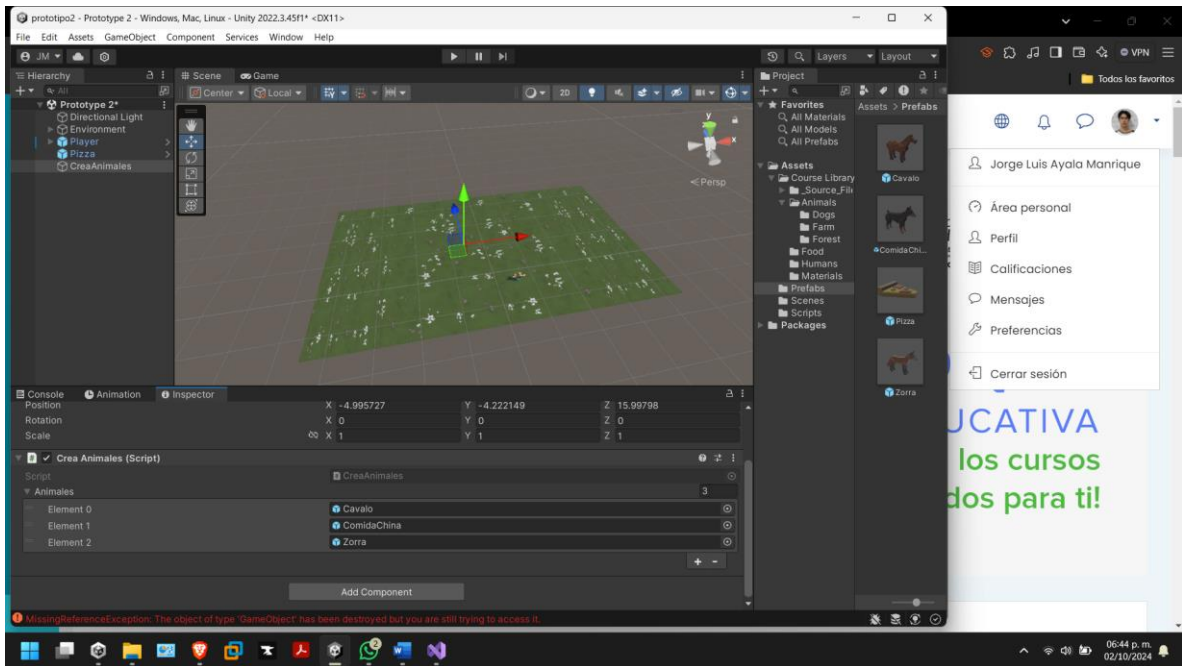 prototipo2 - Prototype 2 - Windows, Mac, Linux - Unity 2022.3.45f1* <DX11>
File Edit Assets GameObject Component Services Window Help
JM
Layers
Layout
VPN
Todos los favoritos
Hierarchy
All
Prototype 2*
Directional Light
Environment
Player
Pizza
CreaAnimales
Scene
Game
Center
Local
2D
y
x
Persp
Project
Favorites
All Materials
All Models
All Prefabs
Assets
Course Library
_Source_File
Animals
Dogs
Farm
Forest
Food
Humans
Materials
Prefabs
Scenes
Scripts
Packages
Assets > Prefabs
Cavalo
ComidaChi...
Pizza
Zorra
Console
Animation
Inspector
Position X -4.995727 Y -4.222149 Z 15.99798
Rotation X 0 Y 0 Z 0
Scale X 1 Y 1 Z 1
Crea Animales (Script)
Script CreaAnimales
Animales 3
Element 0 Cavalo
Element 1 ComidaChina
Element 2 Zorra
+ -
Add Component
MissingReferenceException: The object of type 'GameObject' has been destroyed but you are still trying to access it.
Jorge Luis Ayala Manrique
Área personal
Perfil
Calificaciones
Mensajes
Preferencias
Cerrar sesión
UCATIVA
los cursos
dos para ti!
2
06:44 p. m.
02/10/2024